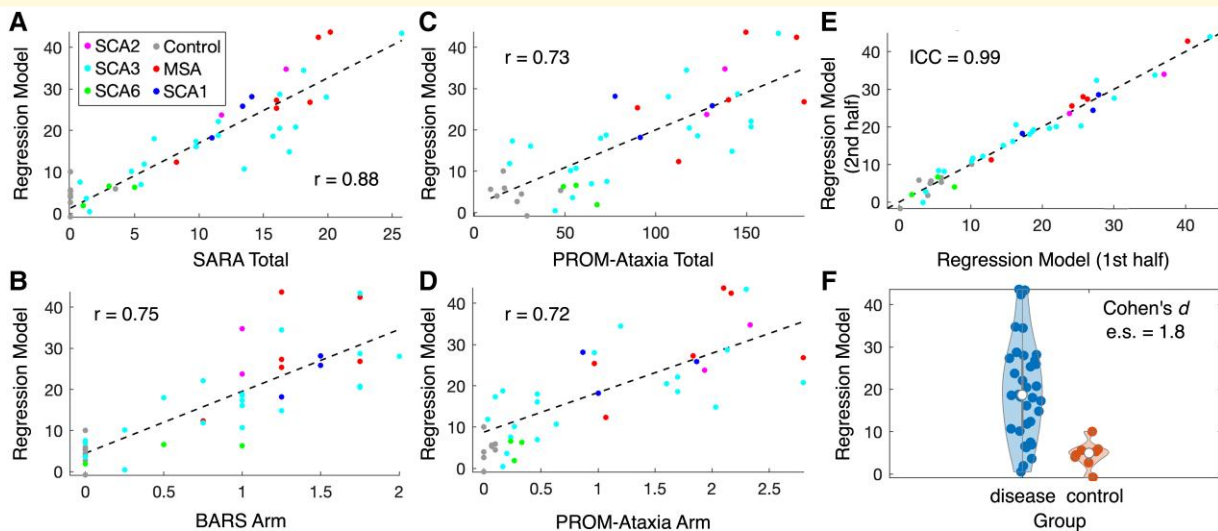 A
SCA2
Control
SCA3
MSA
SCA6
SCA1
r = 0.88
Regression Model
40
30
20
10
0
0 5 10 15 20 25
SARA Total
C
r = 0.73
Regression Model
40
30
20
10
0
0 50 100 150
PROM-Ataxia Total
E
ICC = 0.99
Regression Model
(2nd half)
40
30
20
10
0
0 10 20 30 40
Regression Model (1st half)
B
r = 0.75
Regression Model
40
30
20
10
0
0 0.5 1 1.5 2
BARS Arm
D
r = 0.72
Regression Model
40
30
20
10
0
0 0.5 1 1.5 2 2.5
PROM-Ataxia Arm
F
Cohen's d
e.s. = 1.8
Regression Model
40
30
20
10
0
disease control
Group